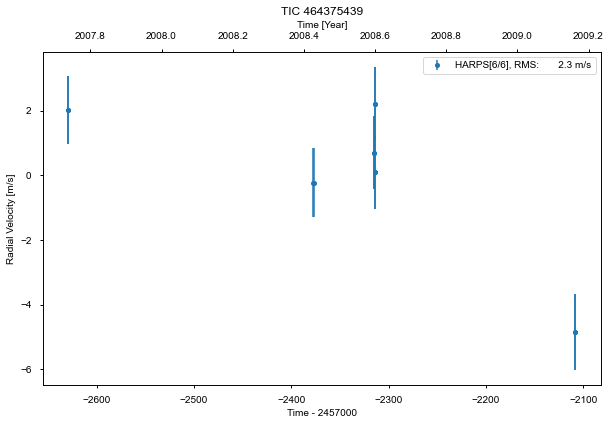 TIC 464375439
Time [Year]
2007.8 2008.0 2008.2 2008.4 2008.6 2008.8 2009.0 2009.2
HARPS[6/6], RMS: 2.3 m/s
Radial Velocity [m/s]
2
0
−2
−4
−6
−2600 −2500 −2400 −2300 −2200 −2100
Time - 2457000